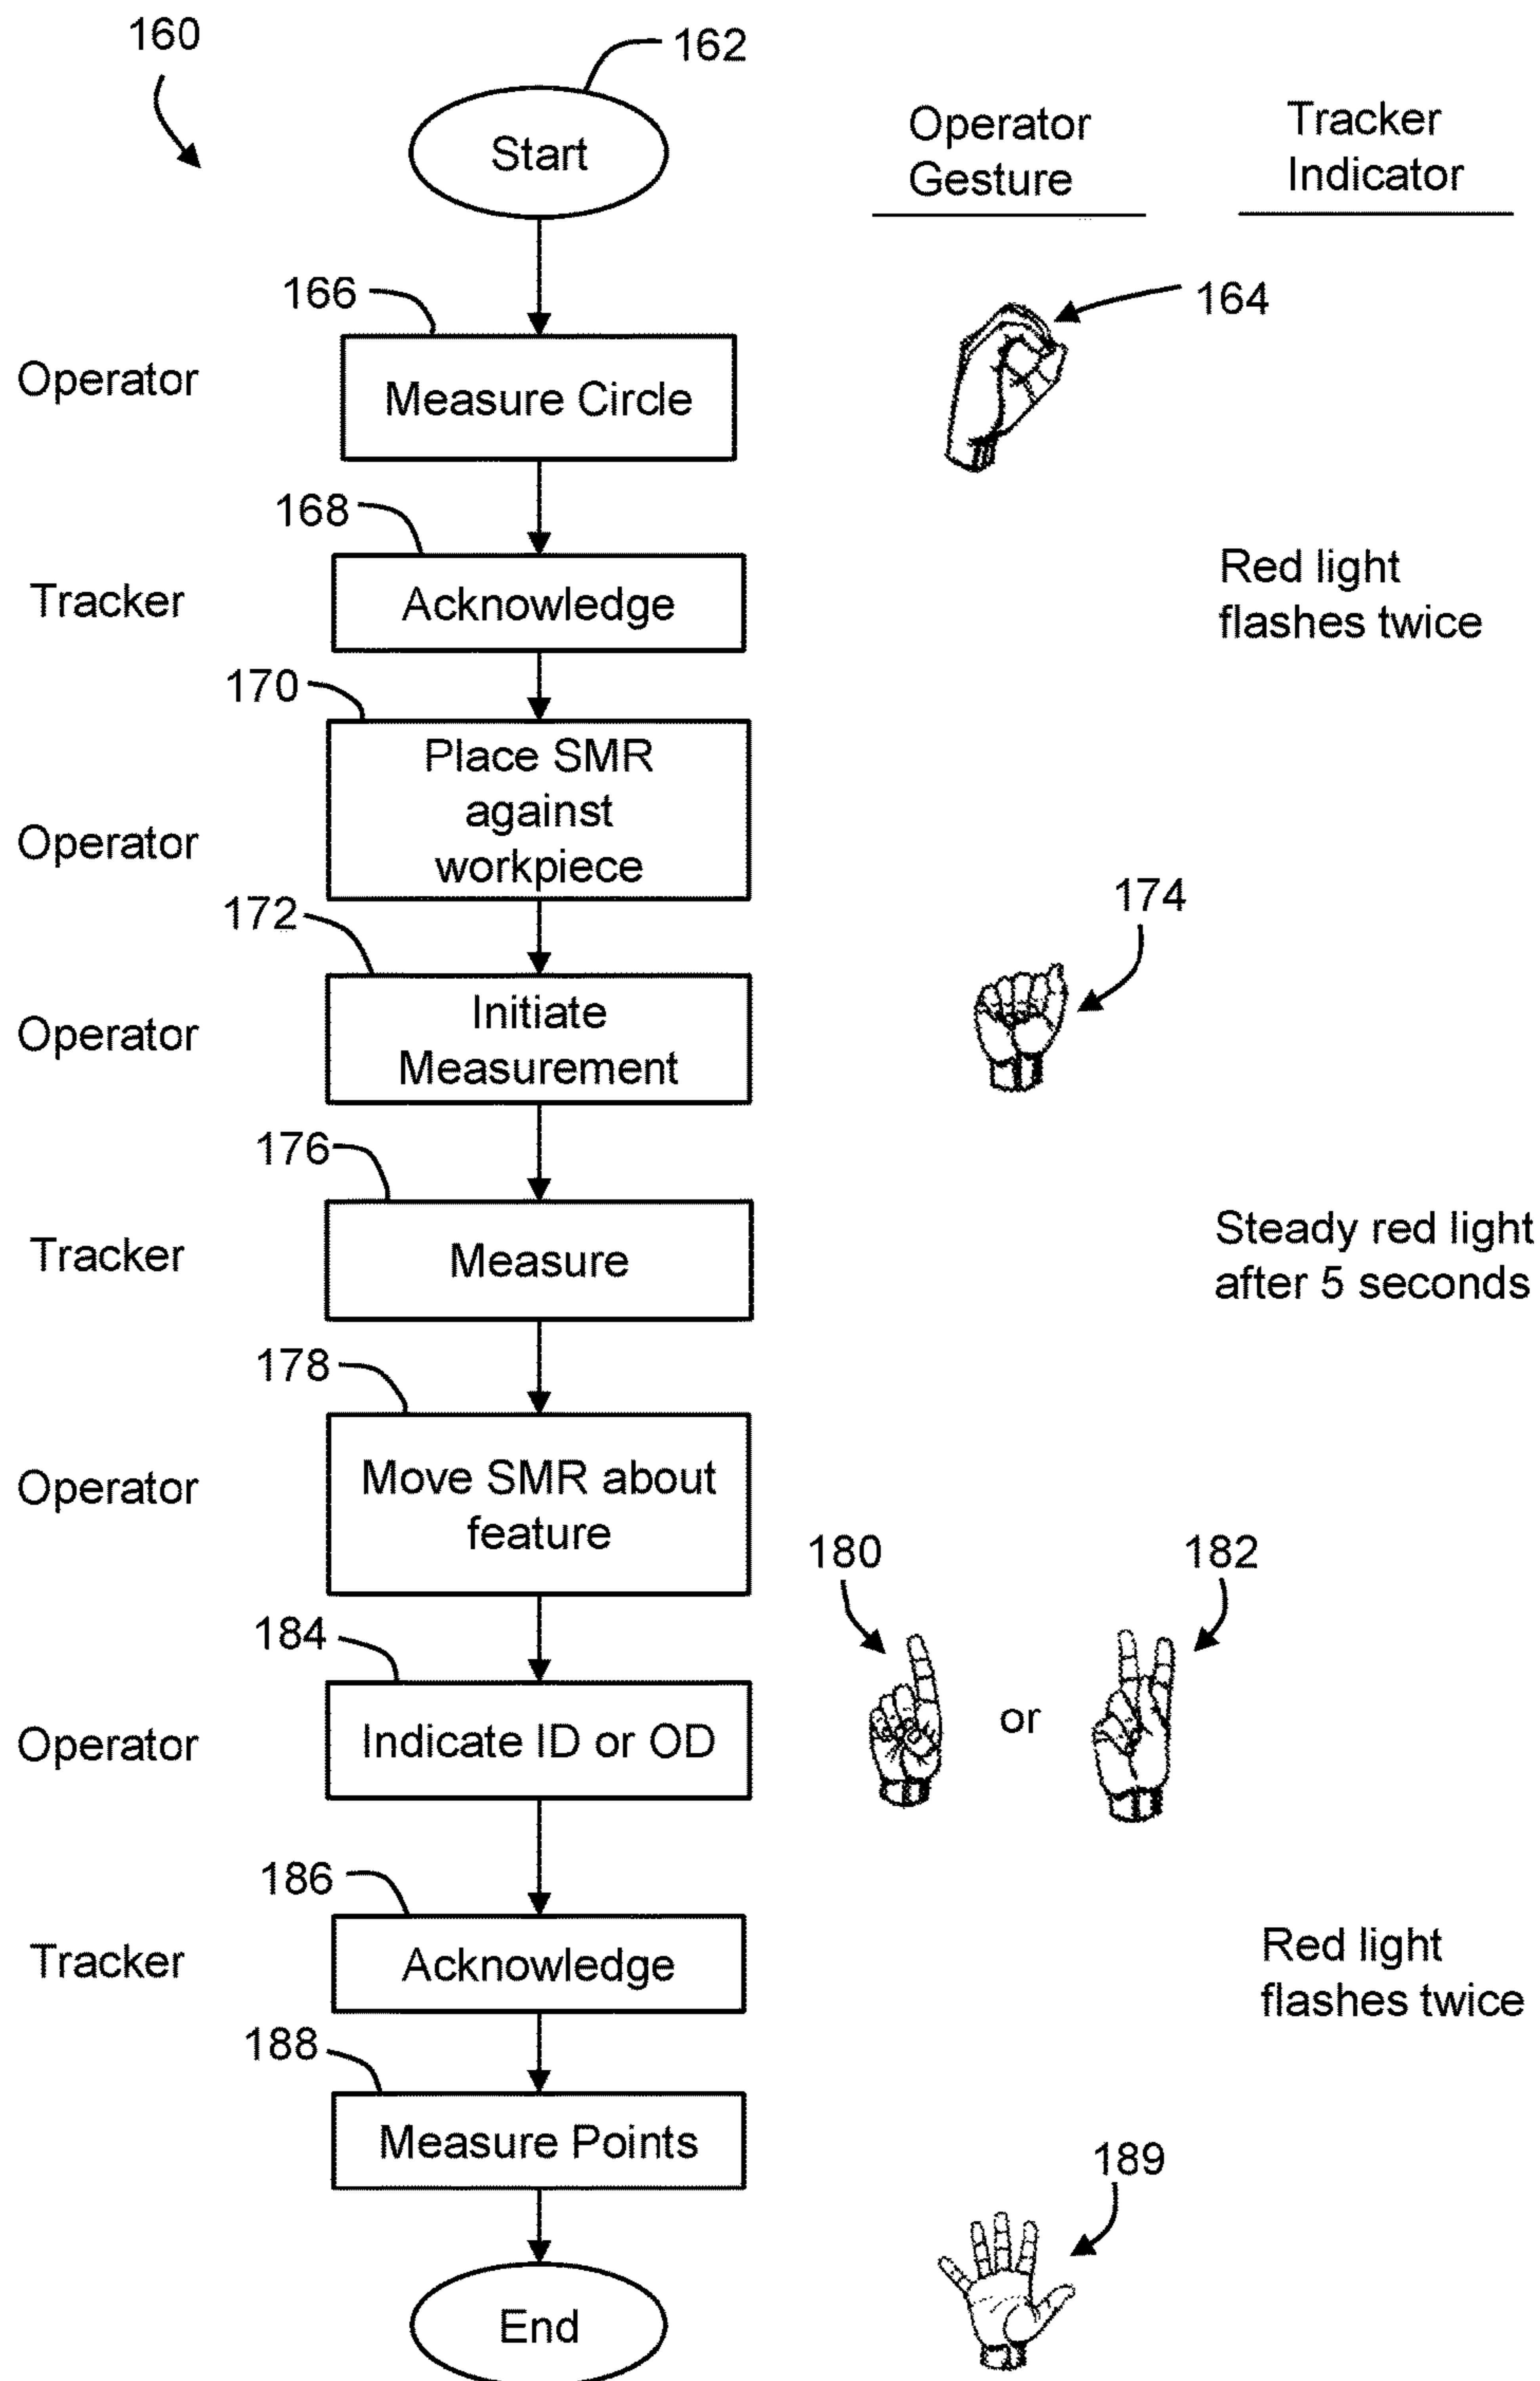 160
162
Start
Operator
Gesture
Tracker
Indicator
166
164
Operator
Measure Circle
168
Tracker
Acknowledge
Red light
flashes twice
170
Operator
Place SMR
against
workpiece
172
174
Operator
Initiate
Measurement
176
Tracker
Measure
Steady red light
after 5 seconds
178
Operator
Move SMR about
feature
180
182
184
Operator
Indicate ID or OD
or
186
Tracker
Acknowledge
Red light
flashes twice
188
Measure Points
189
End